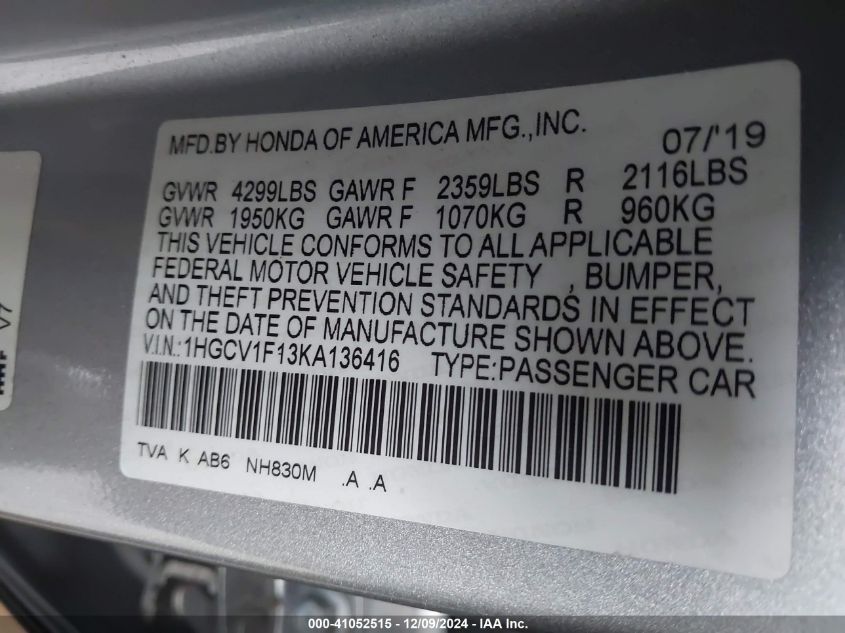 MFD.BY HONDA OF AMERICA MFG.,INC. 07/'19
GVWR 4299LBS GAWR F 2359LBS R 2116LBS
GVWR 1950KG GAWR F 1070KG R 960KG
THIS VEHICLE CONFORMS TO ALL APPLICABLE
FEDERAL MOTOR VEHICLE SAFETY , BUMPER,
AND THEFT PREVENTION STANDARDS IN EFFECT
ON THE DATE OF MANUFACTURE SHOWN ABOVE.
V.I.N.:1HGCV1F13KA136416 TYPE:PASSENGER CAR
TVA K AB6 NH830M .A .A
000-41052515 - 12/09/2024 - IAA Inc.